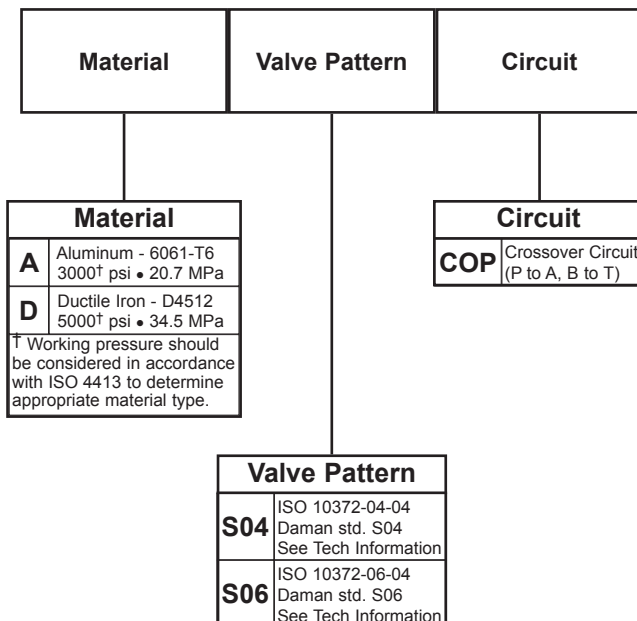 Material Valve Pattern Circuit
Material
A Aluminum - 6061-T6
3000† psi • 20.7 MPa
D Ductile Iron - D4512
5000† psi • 34.5 MPa
† Working pressure should
be considered in accordance
with ISO 4413 to determine
appropriate material type.
Circuit
COP Crossover Circuit
(P to A, B to T)
Valve Pattern
S04 ISO 10372-04-04
Daman std. S04
See Tech Information
S06 ISO 10372-06-04
Daman std. S06
See Tech Information